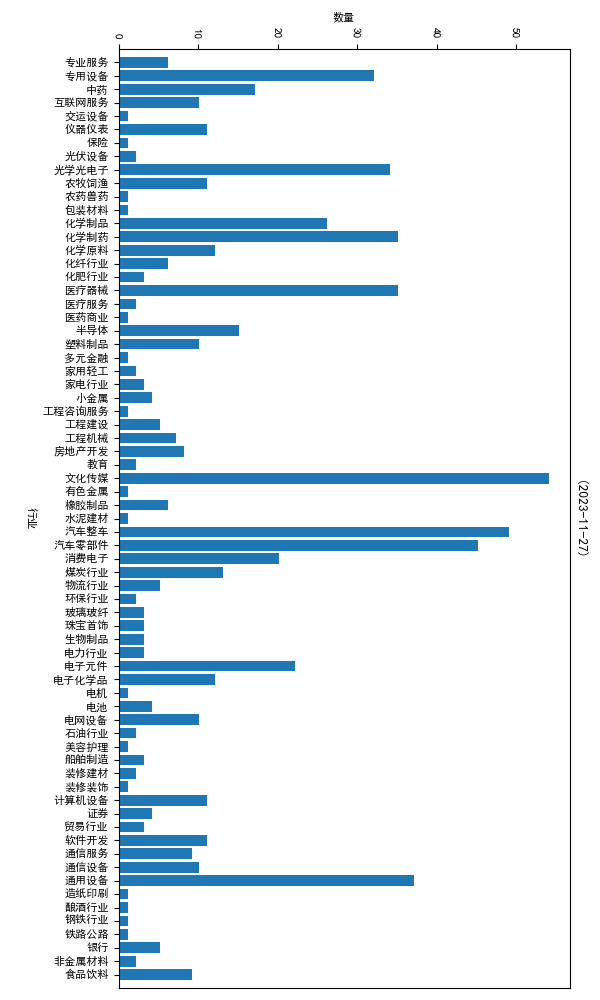 数量
0 10 20 30 40 50
专业服务
专用设备
中药
互联网服务
交运设备
仪器仪表
保险
光伏设备
光学光电子
农牧饲渔
农药兽药
包装材料
化学制品
化学制药
化学原料
化纤行业
化肥行业
医疗器械
医疗服务
医药商业
半导体
塑料制品
多元金融
家用轻工
家电行业
小金属
工程咨询服务
工程建设
工程机械
房地产开发
教育
文化传媒
有色金属
橡胶制品
水泥建材
汽车整车
汽车零部件
消费电子
煤炭行业
物流行业
环保行业
玻璃玻纤
珠宝首饰
生物制品
电力行业
电子元件
电子化学品
电机
电池
电网设备
石油行业
美容护理
船舶制造
装修建材
装修装饰
计算机设备
证券
贸易行业
软件开发
通信服务
通信设备
通用设备
造纸印刷
酿酒行业
钢铁行业
铁路公路
银行
非金属材料
食品饮料
行业
(2023-11-27)